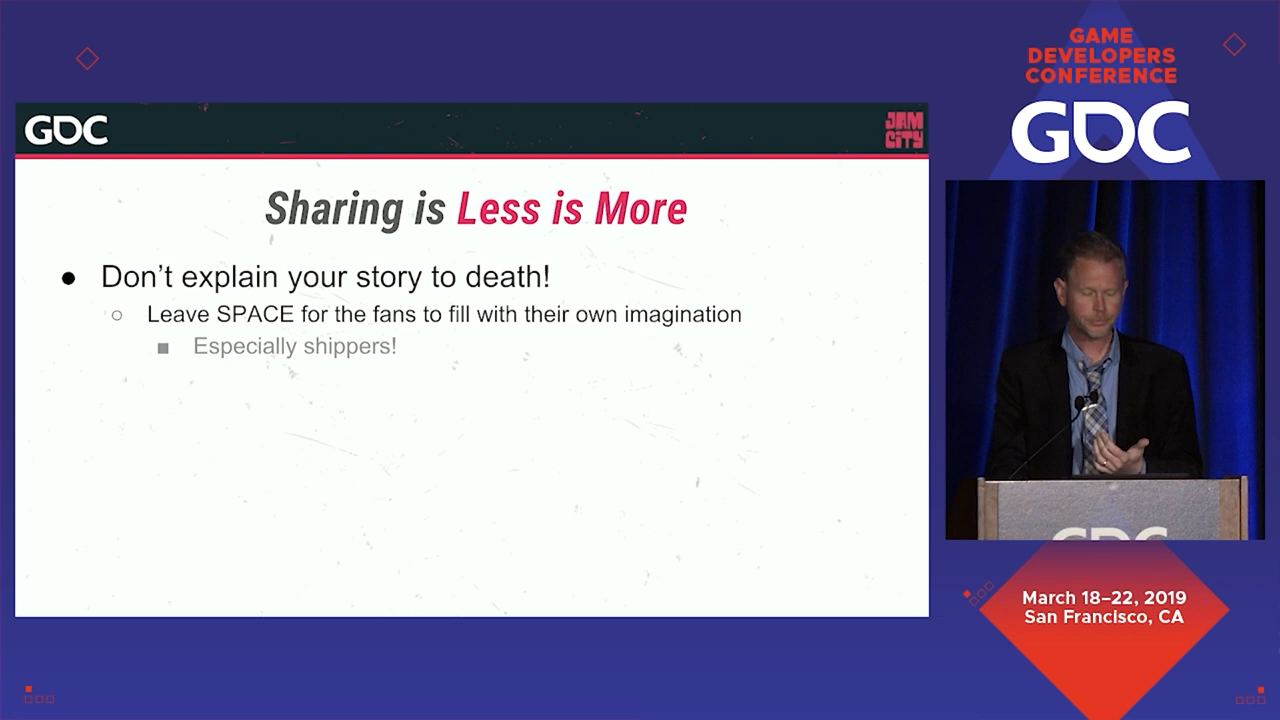 GAME
DEVELOPERS
CONFERENCE
GDC
GDC
JAM
CITY
Sharing is Less is More
● Don’t explain your story to death!
○ Leave SPACE for the fans to fill with their own imagination
■ Especially shippers!
GDC
March 18–22, 2019
San Francisco, CA